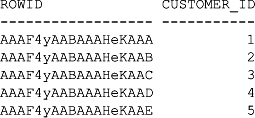 ROWID CUSTOMER_ID
------------------ -----------
AAAF4yAABAAAHeKAAA 1
AAAF4yAABAAAHeKAAB 2
AAAF4yAABAAAHeKAAC 3
AAAF4yAABAAAHeKAAD 4
AAAF4yAABAAAHeKAAE 5